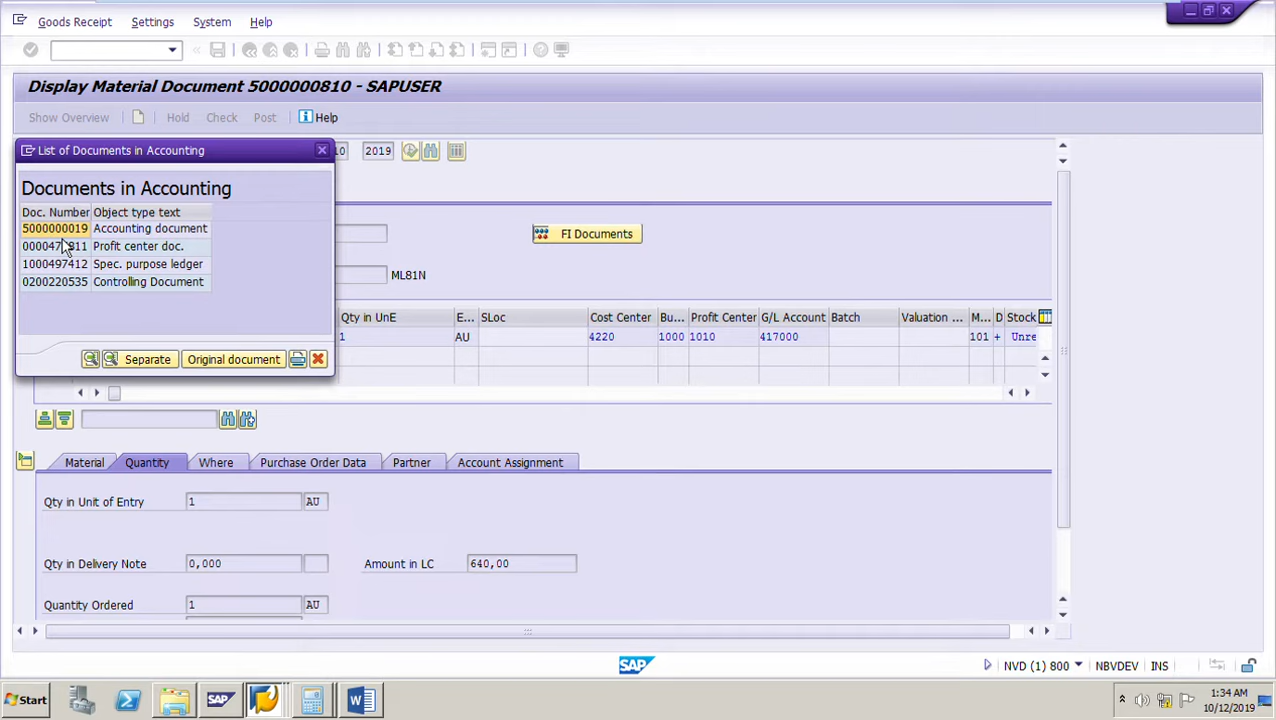 Goods Receipt Settings System Help
Display Material Document 5000000810 - SAPUSER
Show Overview Hold Check Post Help
List of Documents in Accounting
10 2019
Documents in Accounting
Doc. Number Object type text
5000000019 Accounting document
Profit center doc.
1000497412 Spec. purpose ledger
0200220535 Controlling Document
FI Documents
ML81N
Qty in UnE E... SLoc Cost Center Bu... Profit Center G/L Account Batch Valuation ... M... D Stock
1 AU 4220 1000 1010 417000 101 + Unre
Separate Original document
Material Quantity Where Purchase Order Data Partner Account Assignment
Qty in Unit of Entry 1 AU
Qty in Delivery Note 0,000 Amount in LC 640,00
Quantity Ordered 1 AU
SAP NVD (1) 800 NBVDEV INS
Start SAP 1:34 AM
10/12/2019